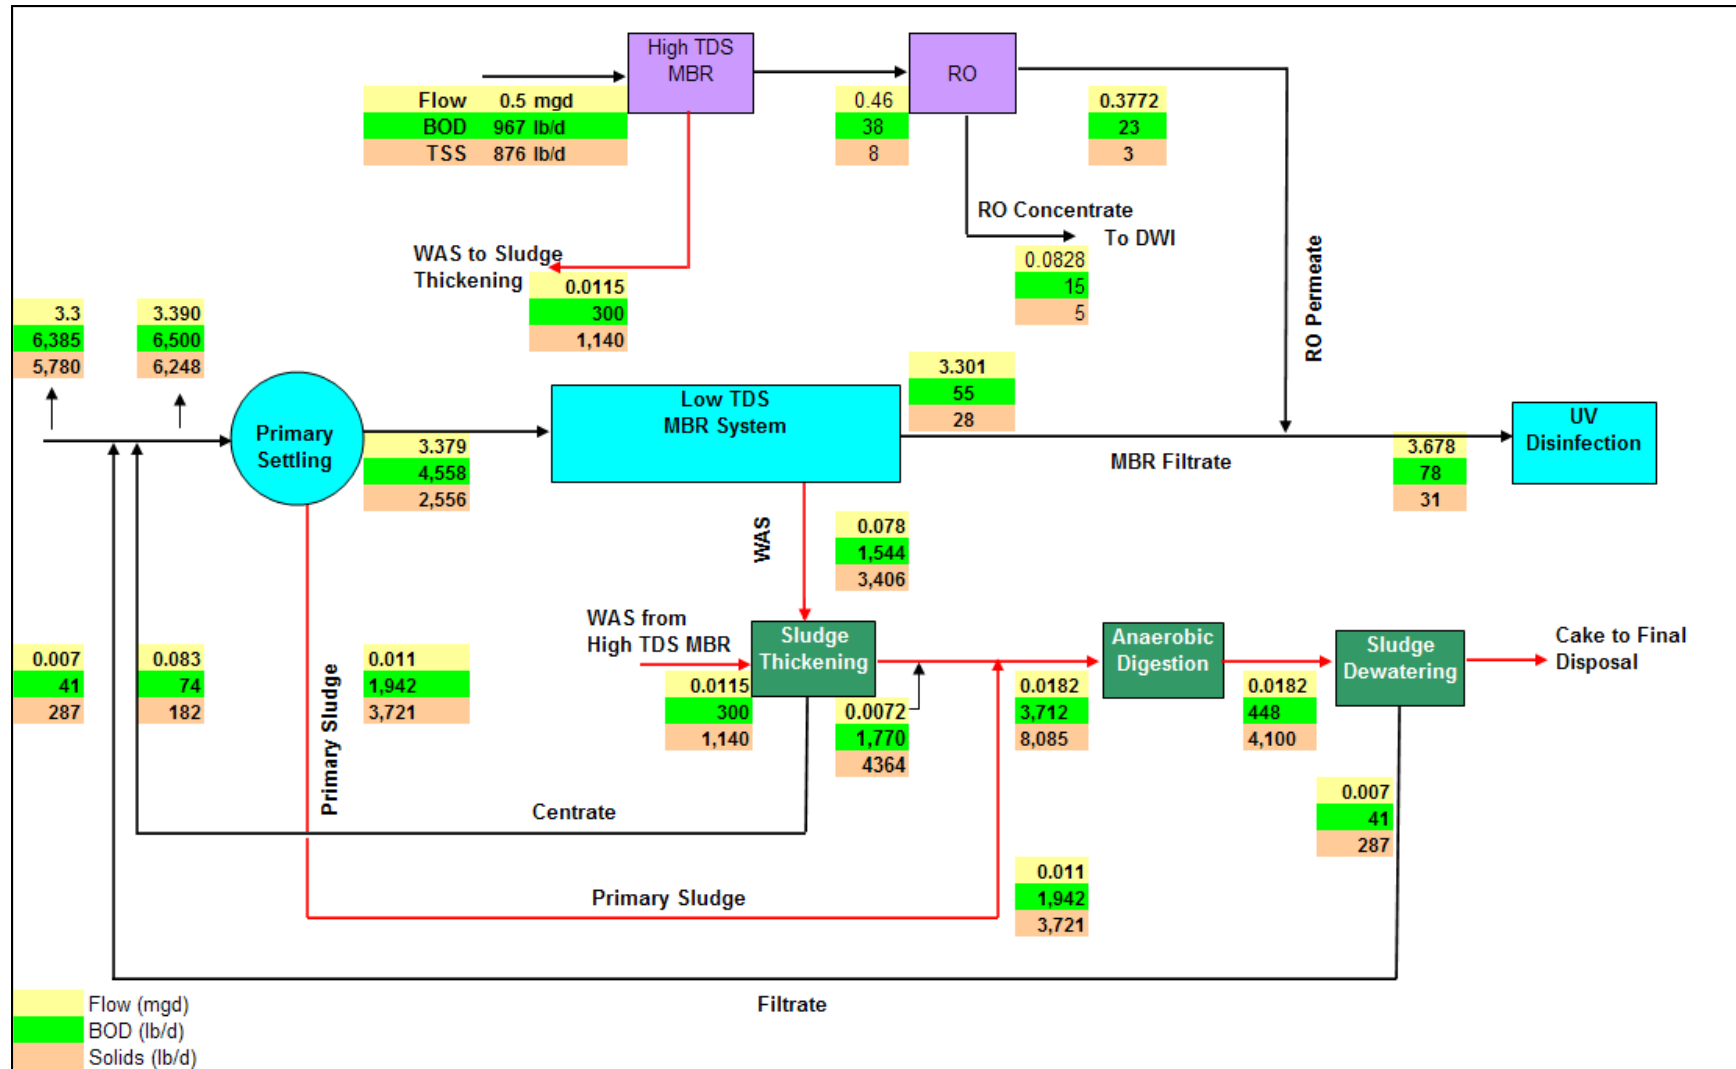 High TDS
MBR
RO
Flow 0.5 mgd
BOD 967 lb/d
TSS 876 lb/d
0.46
38
8
0.3772
23
3
RO Concentrate
To DWI
0.0828
15
5
RO Permeate
WAS to Sludge
Thickening
0.0115
300
1,140
3.3
6,385
5,780
3.390
6,500
6,248
Primary
Settling
3.379
4,558
2,556
Low TDS
MBR System
3.301
55
28
MBR Filtrate
3.678
78
31
UV
Disinfection
WAS
0.078
1,544
3,406
WAS from
High TDS MBR
0.0115
300
1,140
Sludge
Thickening
0.0072
1,770
4364
0.0182
3,712
8,085
Anaerobic
Digestion
0.0182
448
4,100
Sludge
Dewatering
Cake to Final
Disposal
0.007
41
287
0.083
74
182
Primary Sludge
0.011
1,942
3,721
Centrate
0.007
41
287
Primary Sludge
0.011
1,942
3,721
Filtrate
Flow (mgd)
BOD (lb/d)
Solids (lb/d)